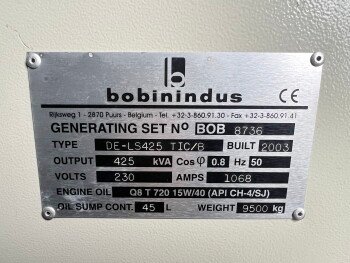 b
bobinindus
CE
Rijksweg 1 - 2870 Puurs - Belgium - Tel. +32-3-860.91.30 - Fax +32-3-860.91.41
GENERATING SET Nº BOB 8736
TYPE DE-LS425 TIC/B BUILT 2003
OUTPUT 425 kVA Cos φ 0.8 Hz 50
VOLTS 230 AMPS 1068
ENGINE OIL Q8 T 720 15W/40 (API CH-4/SJ)
OIL SUMP CONT. 45 L WEIGHT 9500 kg